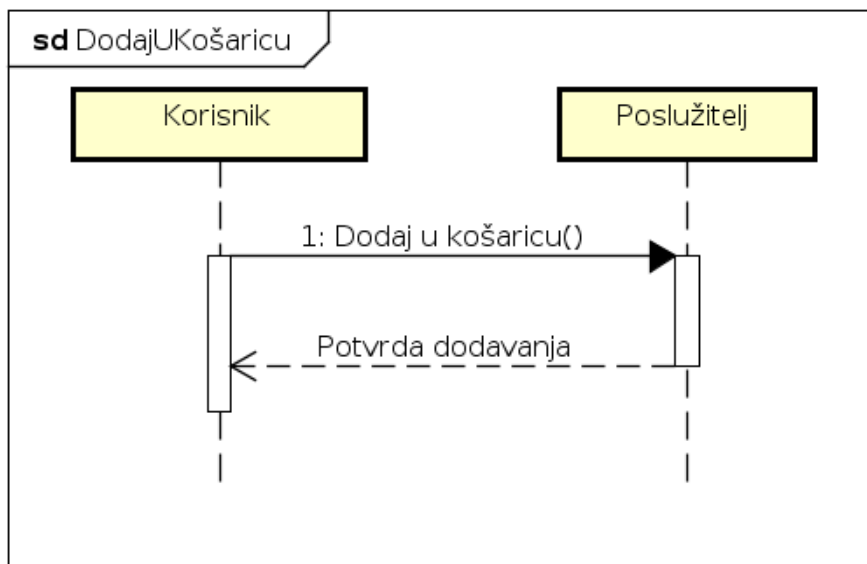 sd DodajUKošaricu
Korisnik
Poslužitelj
1: Dodaj u košaricu()
Potvrda dodavanja